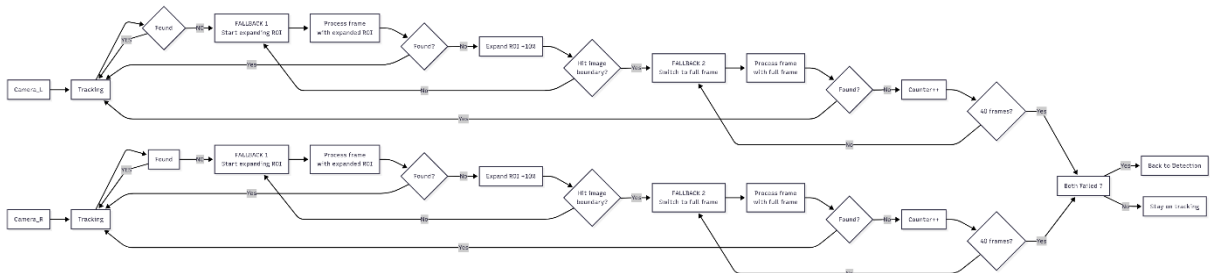 Camera_L
Tracking
Found
Yes
No
FALLBACK 1
Start expanding ROI
Process frame
with expanded ROI
Found?
Yes
No
Expand ROI +10%
Hit image
boundary?
No
Yes
FALLBACK 2
Switch to full frame
Process frame
with full frame
Found?
Yes
No
Counter++
40 frames?
No
Yes
Camera_R
Tracking
Found
Yes
No
FALLBACK 1
Start expanding ROI
Process frame
with expanded ROI
Found?
Yes
No
Expand ROI +10%
Hit image
boundary?
No
Yes
FALLBACK 2
Switch to full frame
Process frame
with full frame
Found?
Yes
No
Counter++
40 frames?
Yes
Both Failed ?
Yes
Back to Detection
No
Stay on tracking